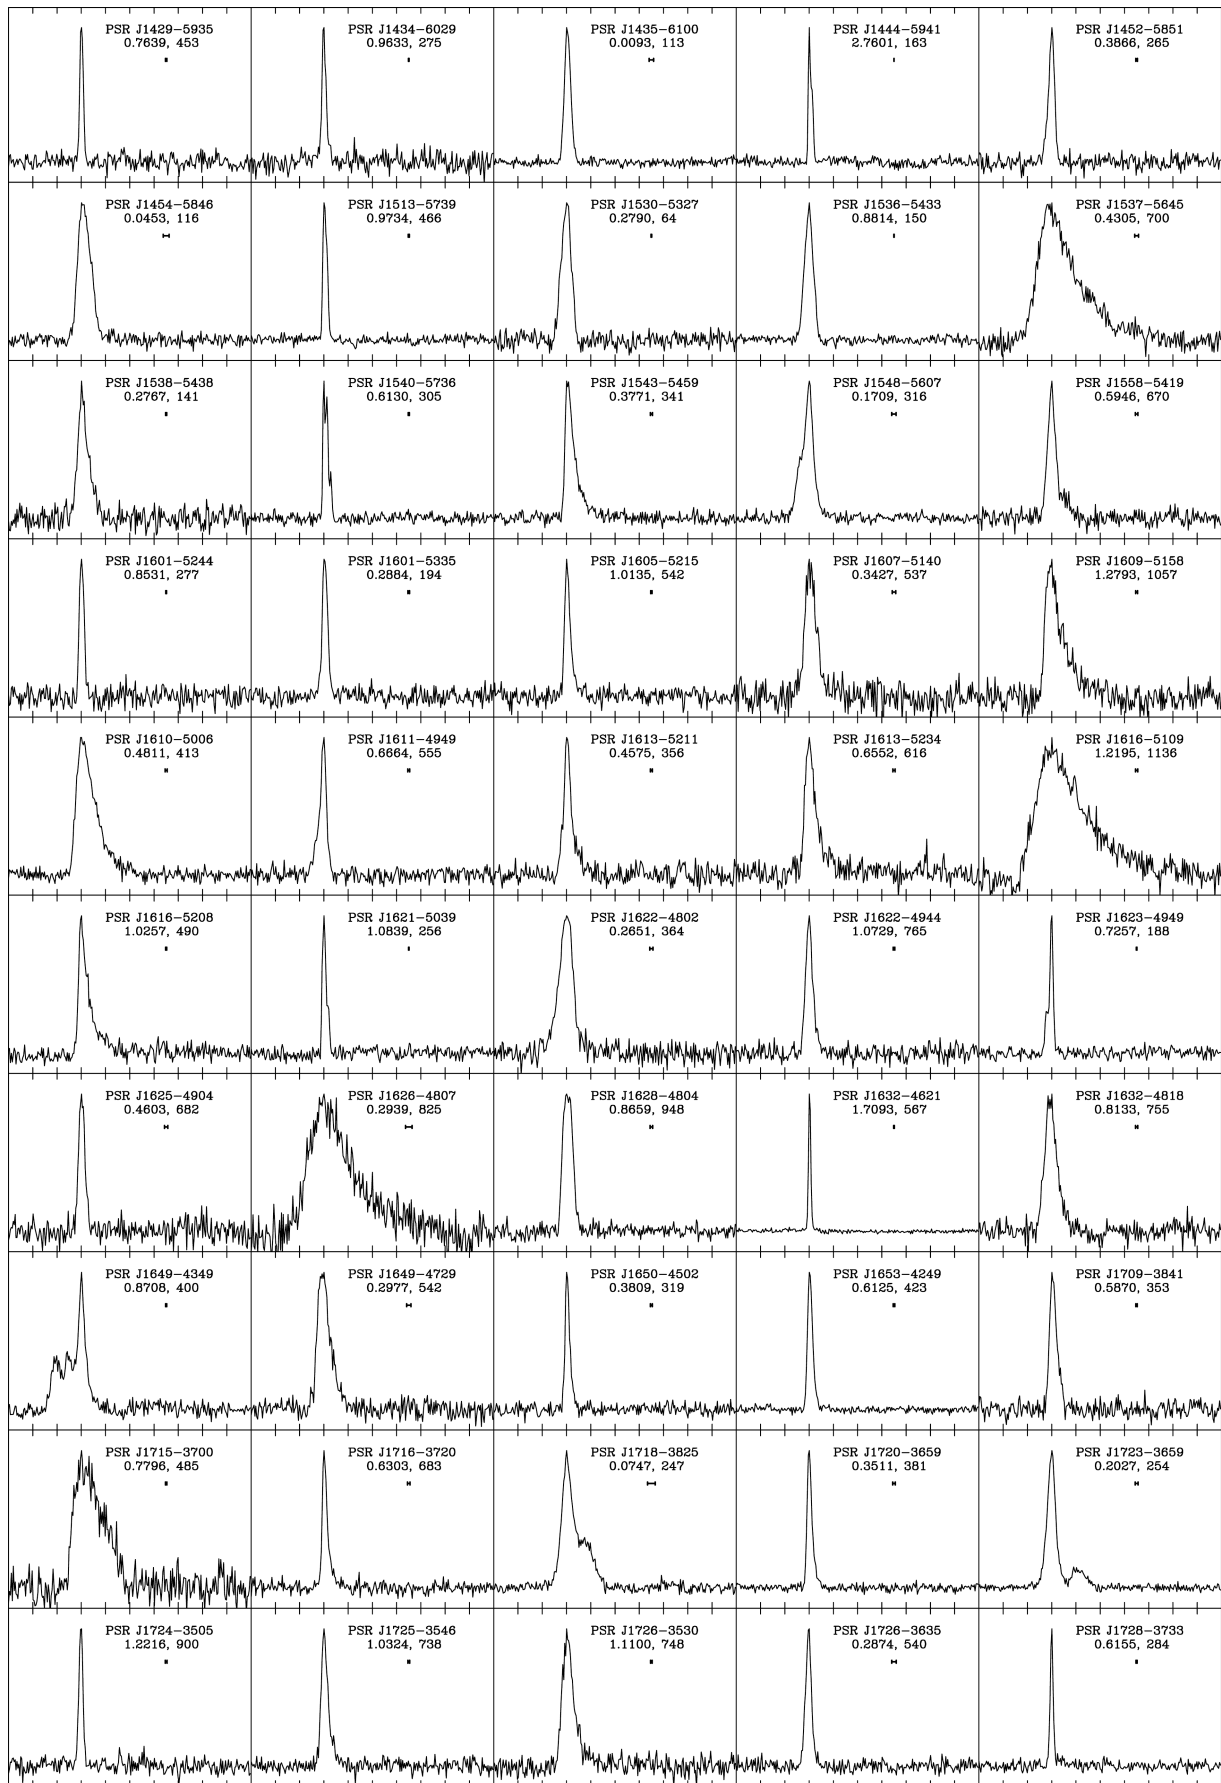 PSR J1429−5935
0.7639, 453
PSR J1434−6029
0.9633, 275
PSR J1435−6100
0.0093, 113
PSR J1444−5941
2.7601, 163
PSR J1452−5851
0.3866, 265
PSR J1454−5846
0.0453, 116
PSR J1513−5739
0.9734, 466
PSR J1530−5327
0.2790, 64
PSR J1536−5433
0.8814, 150
PSR J1537−5645
0.4305, 700
PSR J1538−5438
0.2767, 141
PSR J1540−5736
0.6130, 305
PSR J1543−5459
0.3771, 341
PSR J1548−5607
0.1709, 316
PSR J1558−5419
0.5946, 670
PSR J1601−5244
0.8531, 277
PSR J1601−5335
0.2884, 194
PSR J1605−5215
1.0135, 542
PSR J1607−5140
0.3427, 537
PSR J1609−5158
1.2793, 1057
PSR J1610−5006
0.4811, 413
PSR J1611−4949
0.6664, 555
PSR J1613−5211
0.4575, 356
PSR J1613−5234
0.6552, 616
PSR J1616−5109
1.2195, 1136
PSR J1616−5208
1.0257, 490
PSR J1621−5039
1.0839, 256
PSR J1622−4802
0.2651, 364
PSR J1622−4944
1.0729, 765
PSR J1623−4949
0.7257, 188
PSR J1625−4904
0.4603, 682
PSR J1626−4807
0.2939, 825
PSR J1628−4804
0.8659, 948
PSR J1632−4621
1.7093, 567
PSR J1632−4818
0.8133, 755
PSR J1649−4349
0.8708, 400
PSR J1649−4729
0.2977, 542
PSR J1650−4502
0.3809, 319
PSR J1653−4249
0.6125, 423
PSR J1709−3841
0.5870, 353
PSR J1715−3700
0.7796, 485
PSR J1716−3720
0.6303, 683
PSR J1718−3825
0.0747, 247
PSR J1720−3659
0.3511, 381
PSR J1723−3659
0.2027, 254
PSR J1724−3505
1.2216, 900
PSR J1725−3546
1.0324, 738
PSR J1726−3530
1.1100, 748
PSR J1726−3635
0.2874, 540
PSR J1728−3733
0.6155, 284